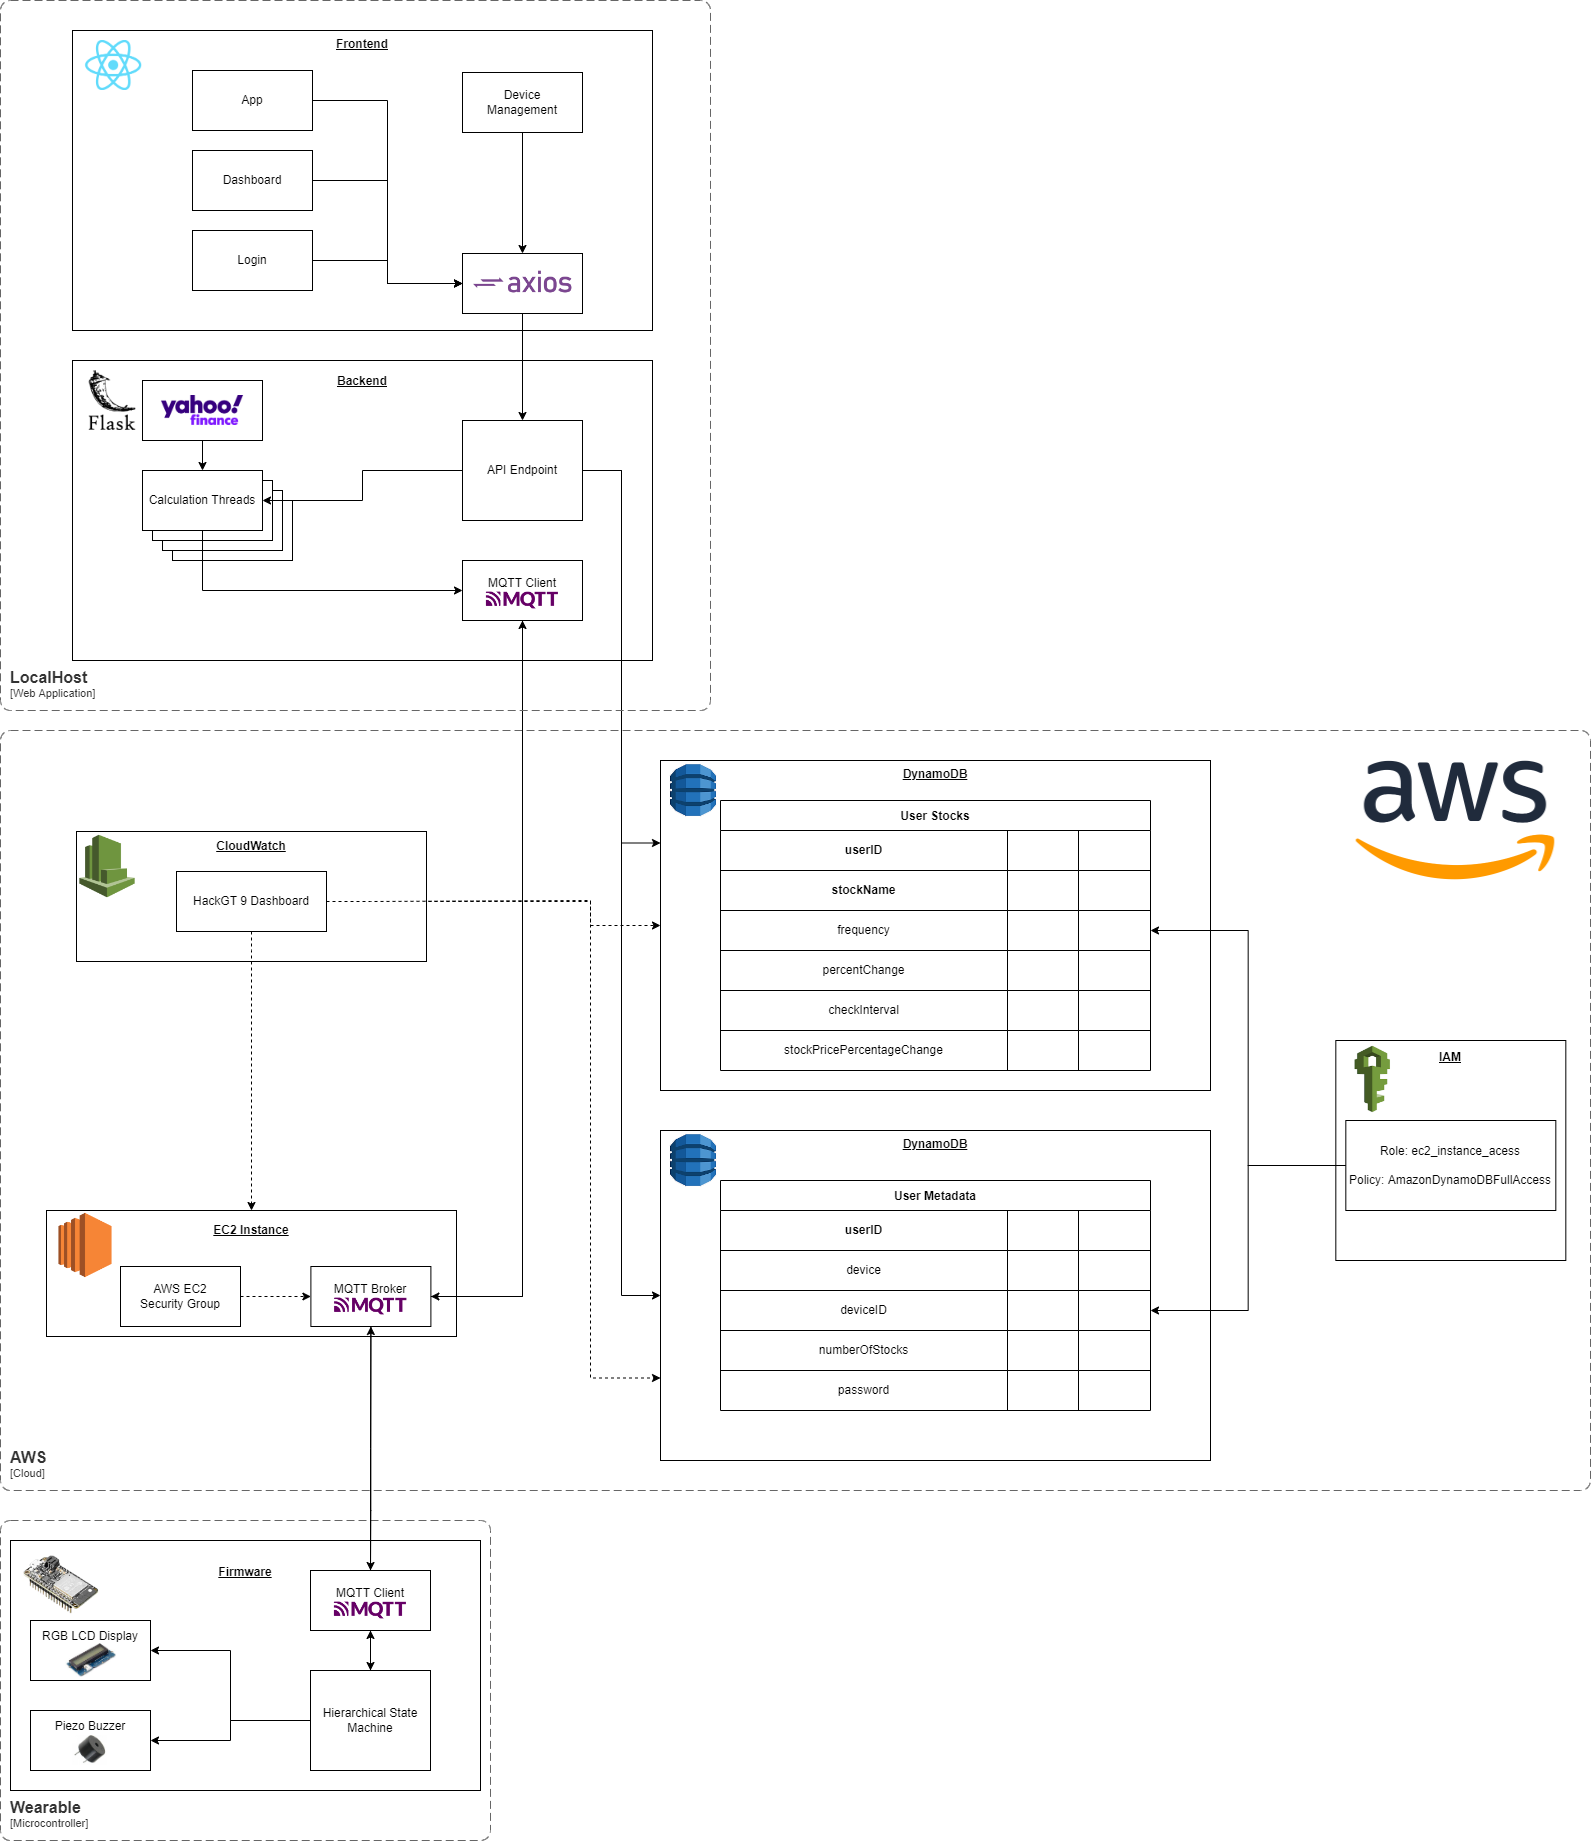 Frontend
App
Device
Management
Dashboard
Login
axios
Backend
Flask
yahoo!
finance
API Endpoint
Calculation Threads
MQTT Client
MQTT
LocalHost
[Web Application]
aws
DynamoDB
User Stocks
userID
stockName
frequency
percentChange
checkInterval
stockPricePercentageChange
CloudWatch
HackGT 9 Dashboard
IAM
Role: ec2_instance_acess
Policy: AmazonDynamoDBFullAccess
DynamoDB
User Metadata
userID
device
deviceID
numberOfStocks
password
EC2 Instance
AWS EC2
Security Group
MQTT Broker
MQTT
AWS
[Cloud]
Firmware
MQTT Client
MQTT
RGB LCD Display
Hierarchical State
Machine
Piezo Buzzer
Wearable
[Microcontroller]